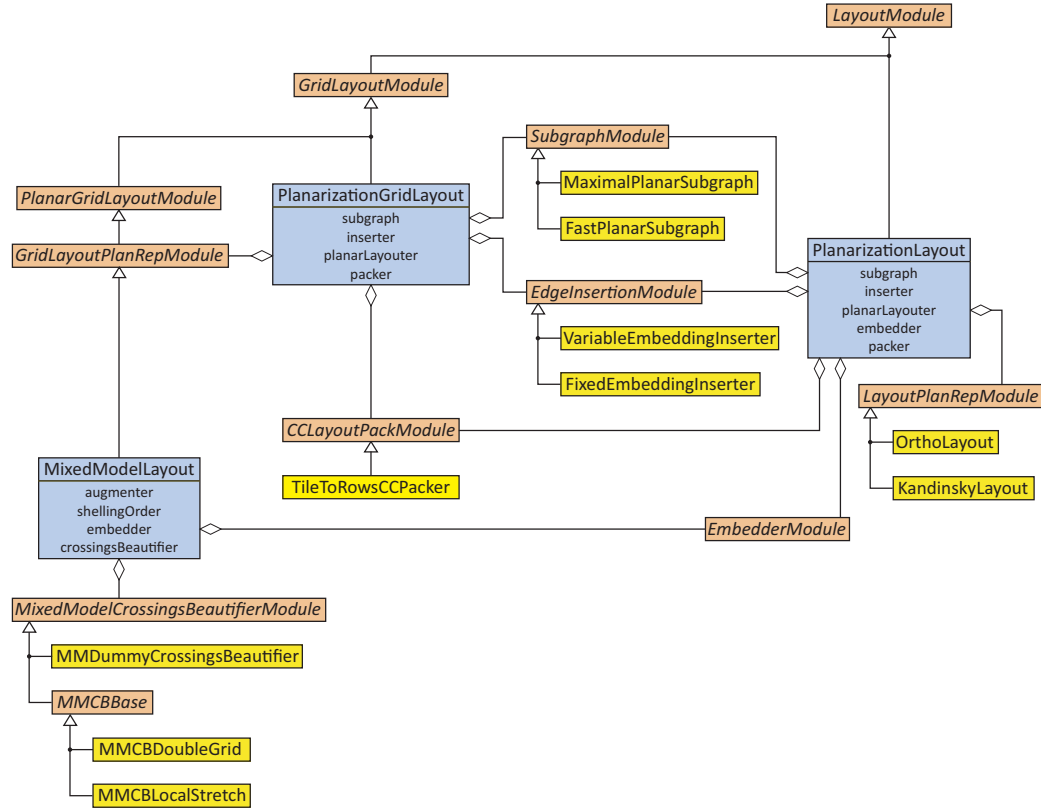 LayoutModule
GridLayoutModule
SubgraphModule
MaximalPlanarSubgraph
FastPlanarSubgraph
PlanarGridLayoutModule
GridLayoutPlanRepModule
PlanarizationGridLayout
subgraph
inserter
planarLayouter
packer
PlanarizationLayout
subgraph
inserter
planarLayouter
embedder
packer
EdgeInsertionModule
VariableEmbeddingInserter
FixedEmbeddingInserter
LayoutPlanRepModule
OrthoLayout
KandinskyLayout
CCLayoutPackModule
TileToRowsCCPacker
MixedModelLayout
augmenter
shellingOrder
embedder
crossingsBeautifier
EmbedderModule
MixedModelCrossingsBeautifierModule
MMDummyCrossingsBeautifier
MMCBBase
MMCBDoubleGrid
MMCBLocalStretch